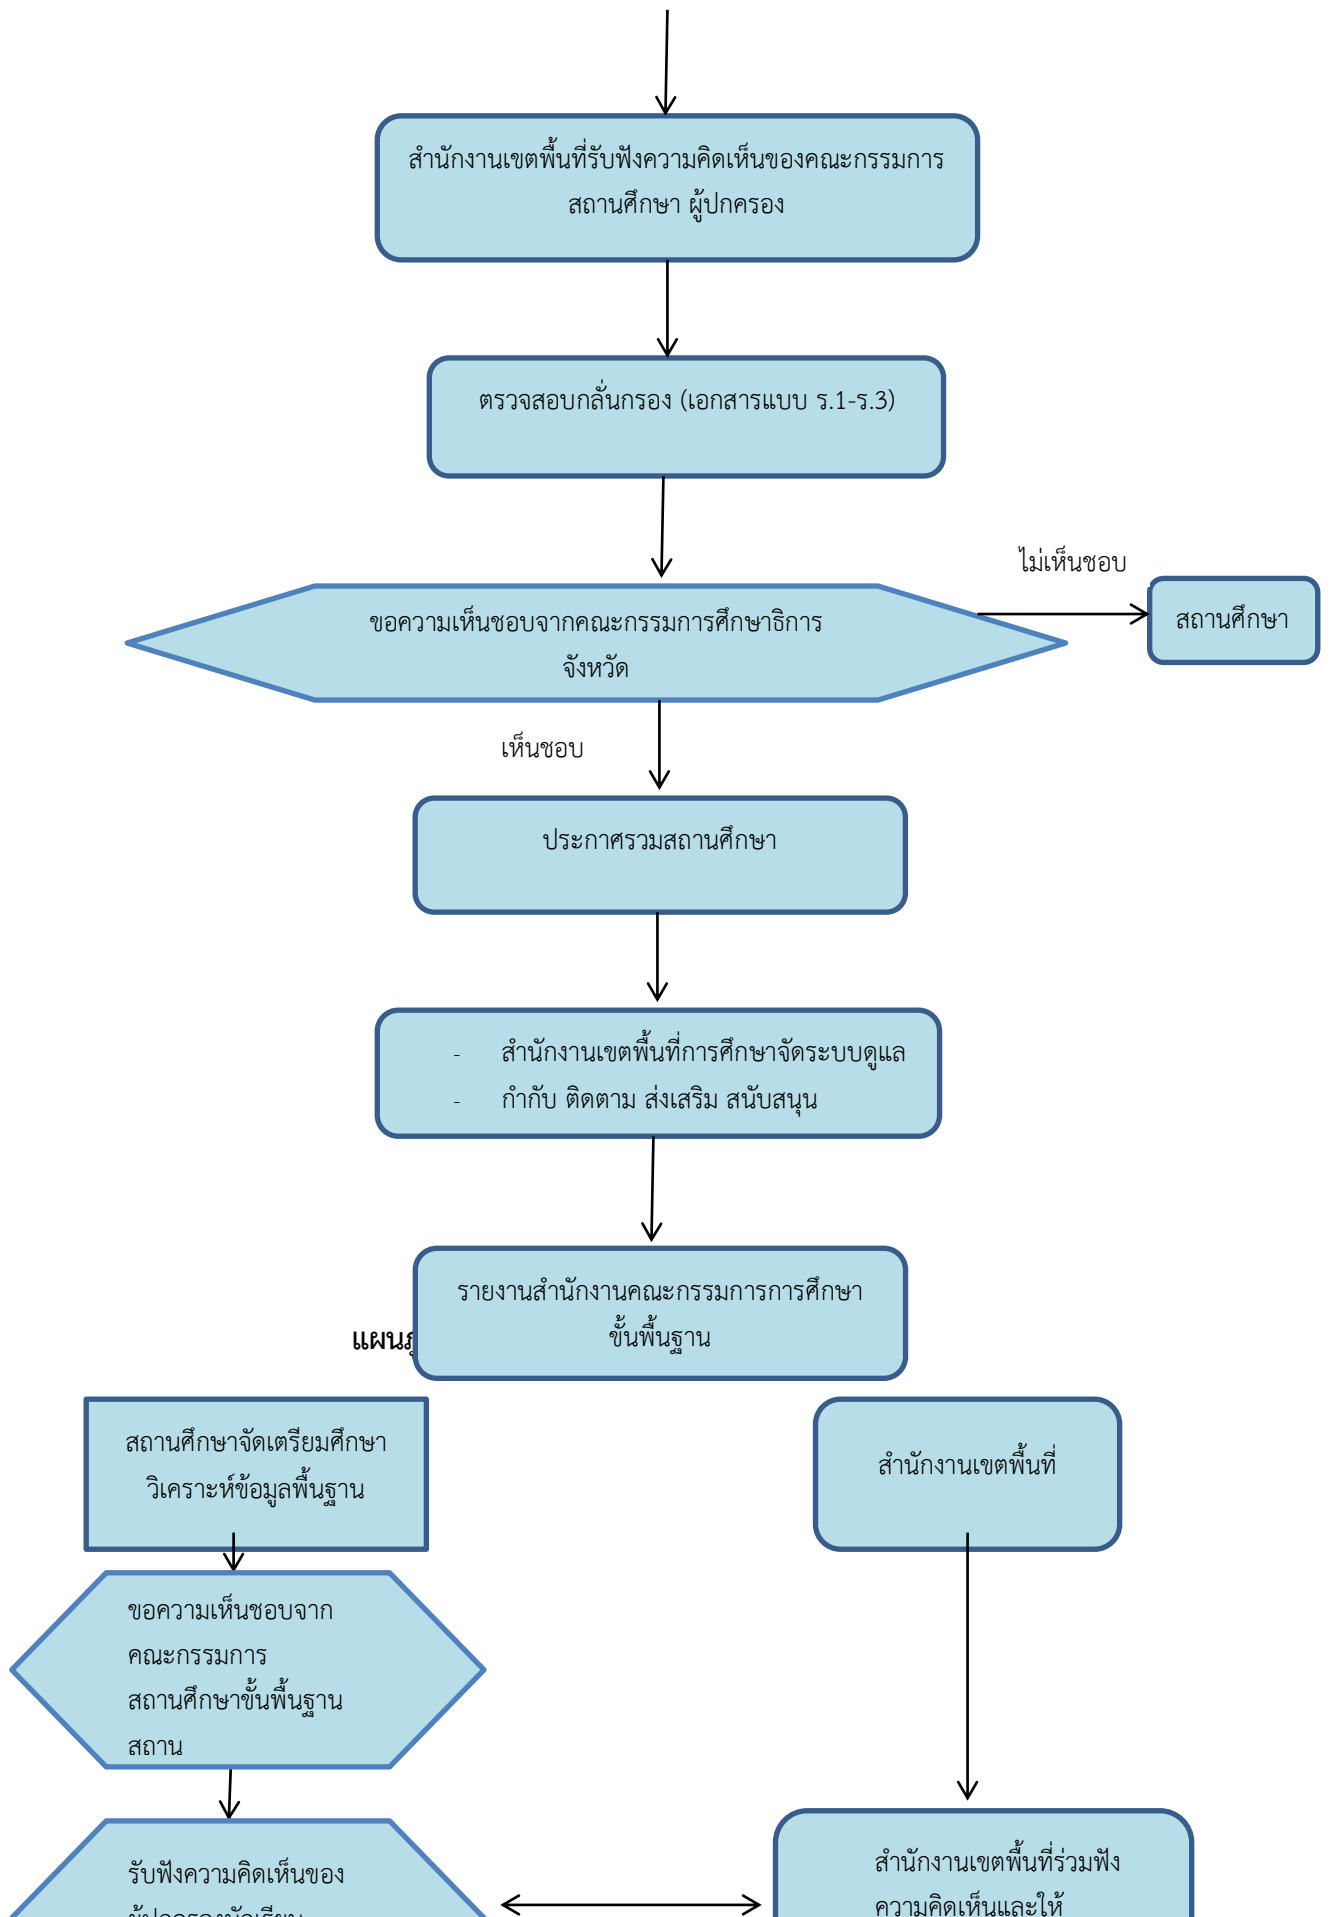 สำนักงานเขตพื้นที่รับฟังความคิดเห็นของคณะกรรมการ
สถานศึกษา ผู้ปกครอง
ตรวจสอบกลั่นกรอง (เอกสารแบบ ร.1-ร.3)
ไม่เห็นชอบ
ขอความเห็นชอบจากคณะกรรมการศึกษาธิการ
จังหวัด
สถานศึกษา
เห็นชอบ
ประกาศรวมสถานศึกษา
- สำนักงานเขตพื้นที่การศึกษาจัดระบบดูแล
- กำกับ ติดตาม ส่งเสริม สนับสนุน
รายงานสำนักงานคณะกรรมการการศึกษา
ขั้นพื้นฐาน
สถานศึกษาจัดเตรียมศึกษา
วิเคราะห์ข้อมูลพื้นฐาน
สำนักงานเขตพื้นที่
ขอความเห็นชอบจาก
คณะกรรมการ
สถานศึกษาขั้นพื้นฐาน
สถาน
รับฟังความคิดเห็นของ
สำนักงานเขตพื้นที่ร่วมฟัง
ความคิดเห็นและให้